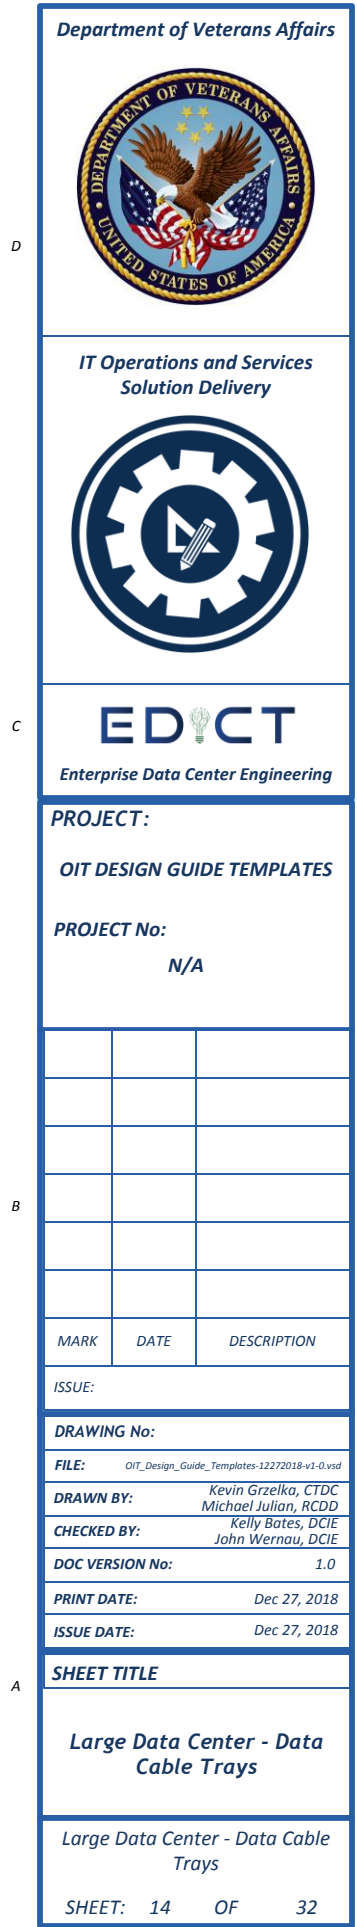 Department of Veterans Affairs
DEPARTMENT OF VETERANS AFFAIRS
UNITED STATES OF AMERICA
D
IT Operations and Services
Solution Delivery
C
EDICT
Enterprise Data Center Engineering
PROJECT:
OIT DESIGN GUIDE TEMPLATES
PROJECT No:
N/A
B
MARK DATE DESCRIPTION
ISSUE:
DRAWING No:
FILE: OIT_Design_Guide_Templates-12272018-v1-0.vsd
DRAWN BY: Kevin Grzelka, CTDC
Michael Julian, RCDD
CHECKED BY: Kelly Bates, DCIE
John Wernau, DCIE
DOC VERSION No: 1.0
PRINT DATE: Dec 27, 2018
ISSUE DATE: Dec 27, 2018
A
SHEET TITLE
Large Data Center - Data
Cable Trays
Large Data Center - Data Cable
Trays
SHEET: 14 OF 32